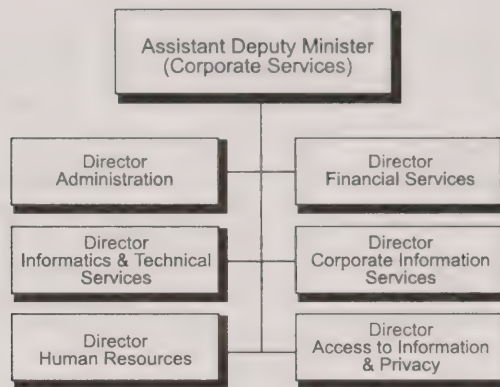 Assistant Deputy Minister
(Corporate Services)
Director
Administration
Director
Financial Services
Director
Informatics & Technical
Services
Director
Corporate Information
Services
Director
Human Resources
Director
Access to Information
& Privacy